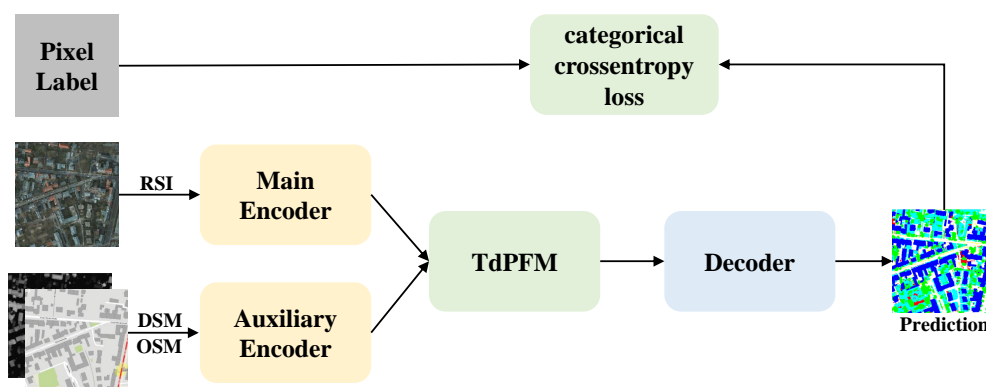 Pixel
Label
categorical
crossentropy
loss
RSI
Main
Encoder
TdPFM
Decoder
DSM
OSM
Auxiliary
Encoder
Prediction